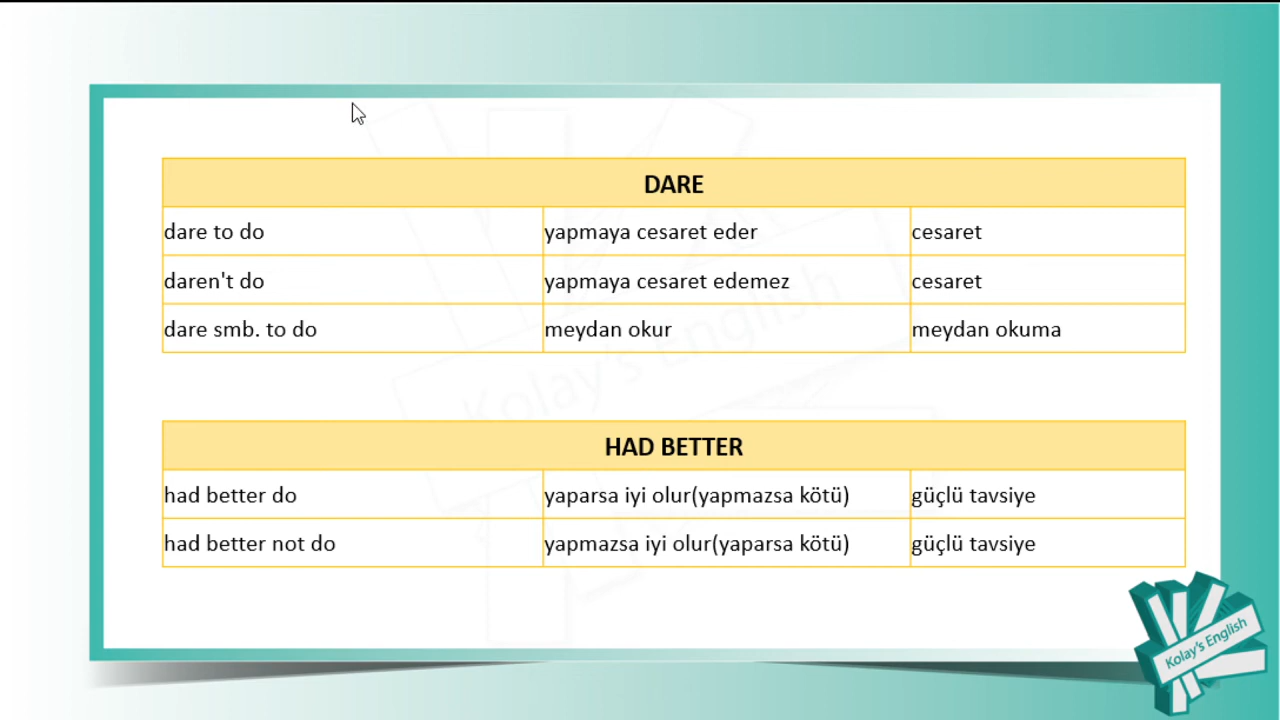 DARE
dare to do yapmaya cesaret eder cesaret
daren't do yapmaya cesaret edemez cesaret
dare smb. to do meydan okur meydan okuma
HAD BETTER
had better do yaparsa iyi olur(yapmazsa kötü) güçlü tavsiye
had better not do yapmazsa iyi olur(yaparsa kötü) güçlü tavsiye
Kolay's English
Kolay's English